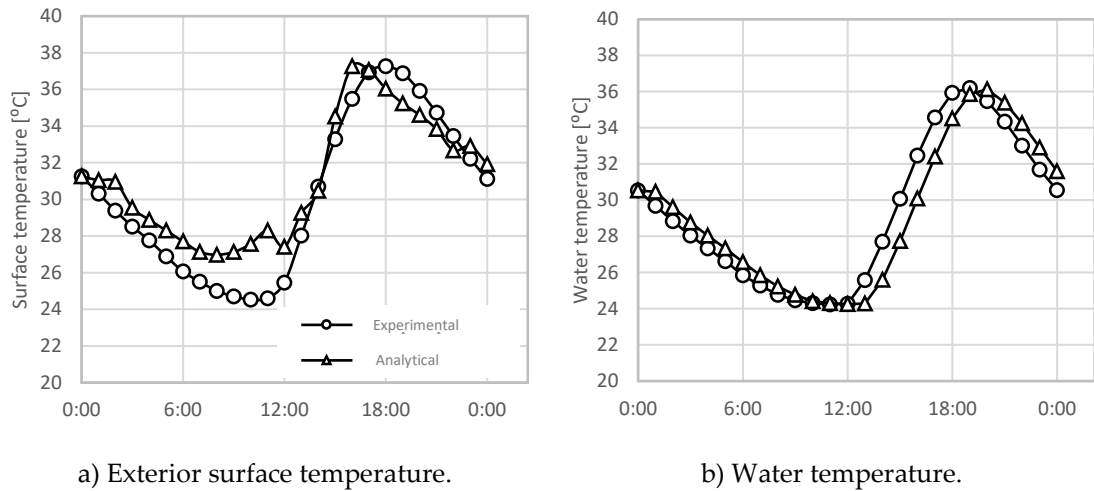 40
38
36
34
32
30
28
26
24
22
20
Surface temperature [⁰C]
Experimental
Analytical
0:00 6:00 12:00 18:00 0:00
40
38
36
34
32
30
28
26
24
22
20
Water temperature [⁰C]
0:00 6:00 12:00 18:00 0:00
a) Exterior surface temperature.
b) Water temperature.